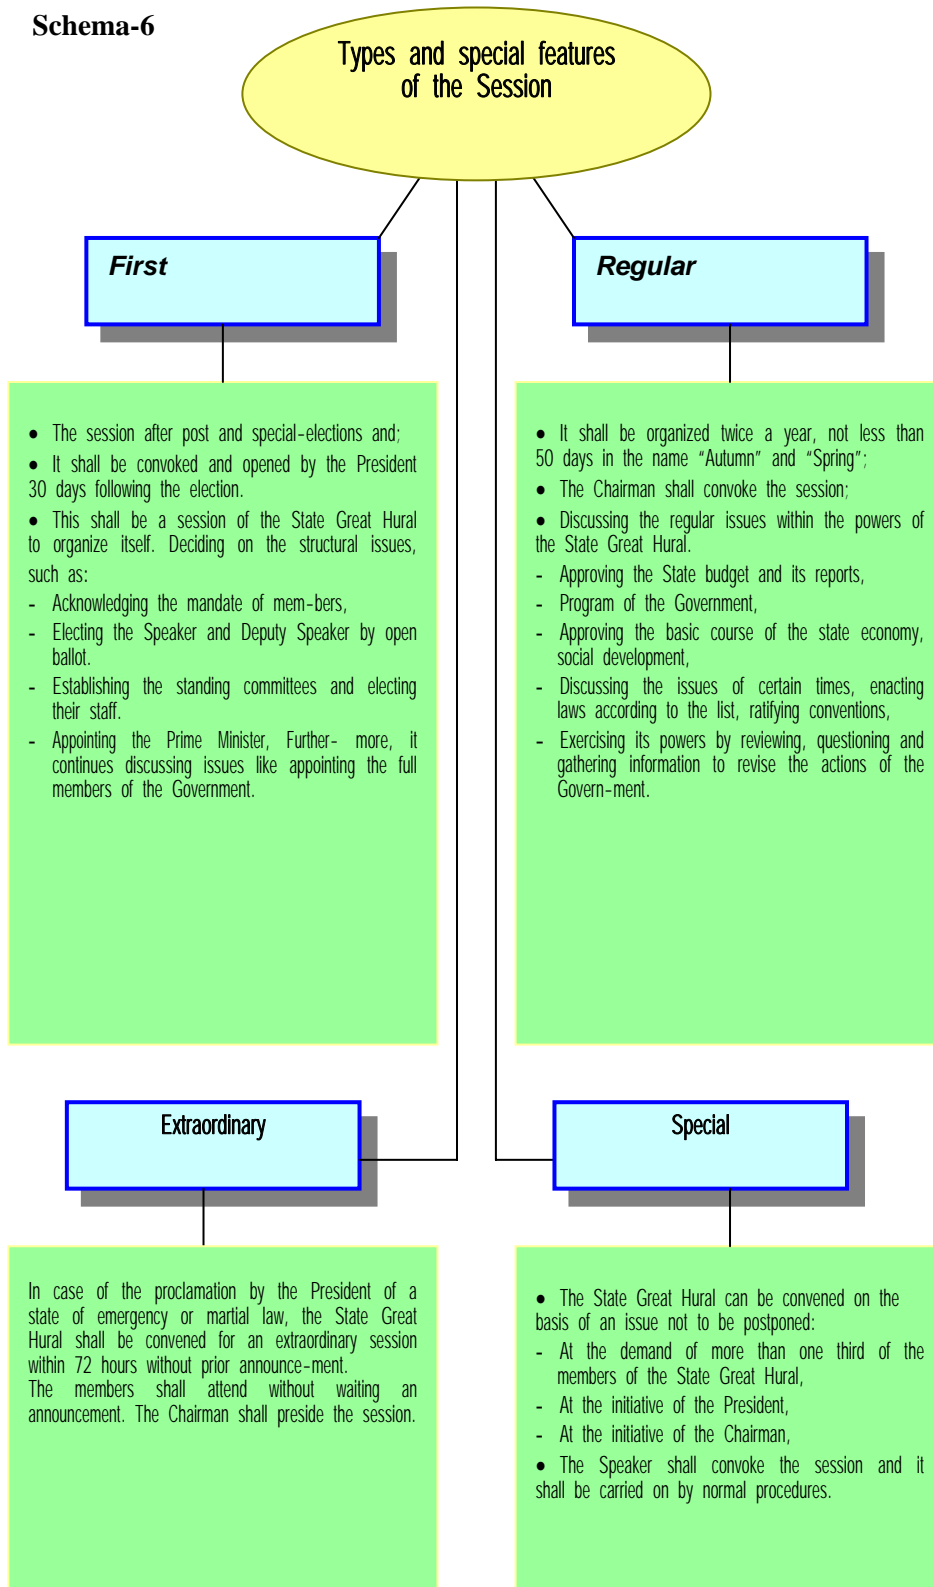 Schema-6
Types and special features
of the Session
First
• The session after post and special-elections and;
• It shall be convoked and opened by the President
30 days following the election.
• This shall be a session of the State Great Hural
to organize itself. Deciding on the structural issues,
such as:
- Acknowledging the mandate of mem-bers,
- Electing the Speaker and Deputy Speaker by open
ballot.
- Establishing the standing committees and electing
their staff.
- Appointing the Prime Minister, Further- more, it
continues discussing issues like appointing the full
members of the Government.
Regular
• It shall be organized twice a year, not less than
50 days in the name “Autumn” and “Spring”;
• The Chairman shall convoke the session;
• Discussing the regular issues within the powers of
the State Great Hural.
- Approving the State budget and its reports,
- Program of the Government,
- Approving the basic course of the state economy,
social development,
- Discussing the issues of certain times, enacting
laws according to the list, ratifying conventions,
- Exercising its powers by reviewing, questioning and
gathering information to revise the actions of the
Govern-ment.
Extraordinary
In case of the proclamation by the President of a
state of emergency or martial law, the State Great
Hural shall be convened for an extraordinary session
within 72 hours without prior announce-ment.
The members shall attend without waiting an
announcement. The Chairman shall preside the session.
Special
• The State Great Hural can be convened on the
basis of an issue not to be postponed:
- At the demand of more than one third of the
members of the State Great Hural,
- At the initiative of the President,
- At the initiative of the Chairman,
• The Speaker shall convoke the session and it
shall be carried on by normal procedures.